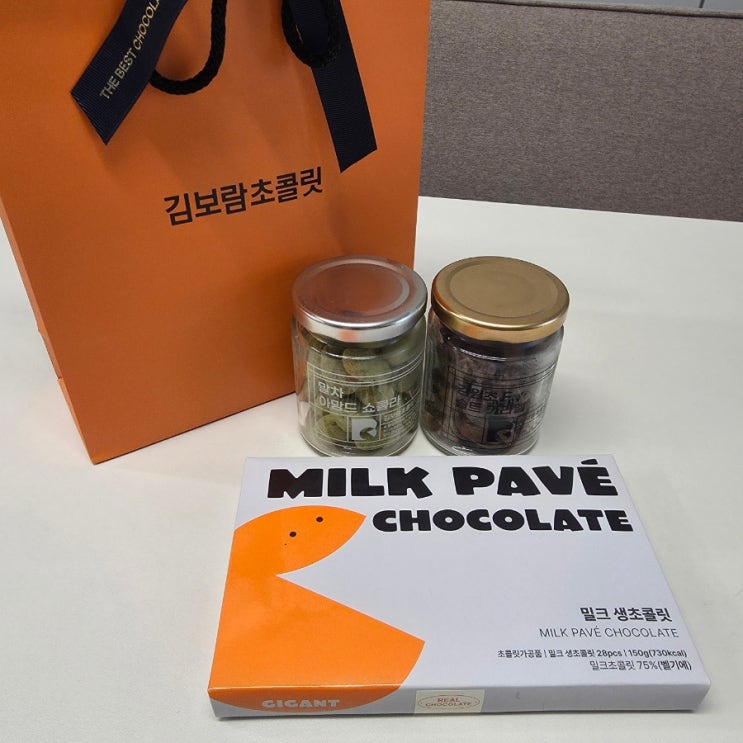 THE BEST CHOCOLA
김보람초콜릿
말차
아망드 쇼콜라
MILK PAVÉ
CHOCOLATE
밀크 생초콜릿
MILK PAVÉ CHOCOLATE
초콜릿가공품 | 밀크 생초콜릿 28pcs | 150g(730kcal)
밀크초콜릿 75%(벨기에)
GIGANT
REAL
CHOCOLATE